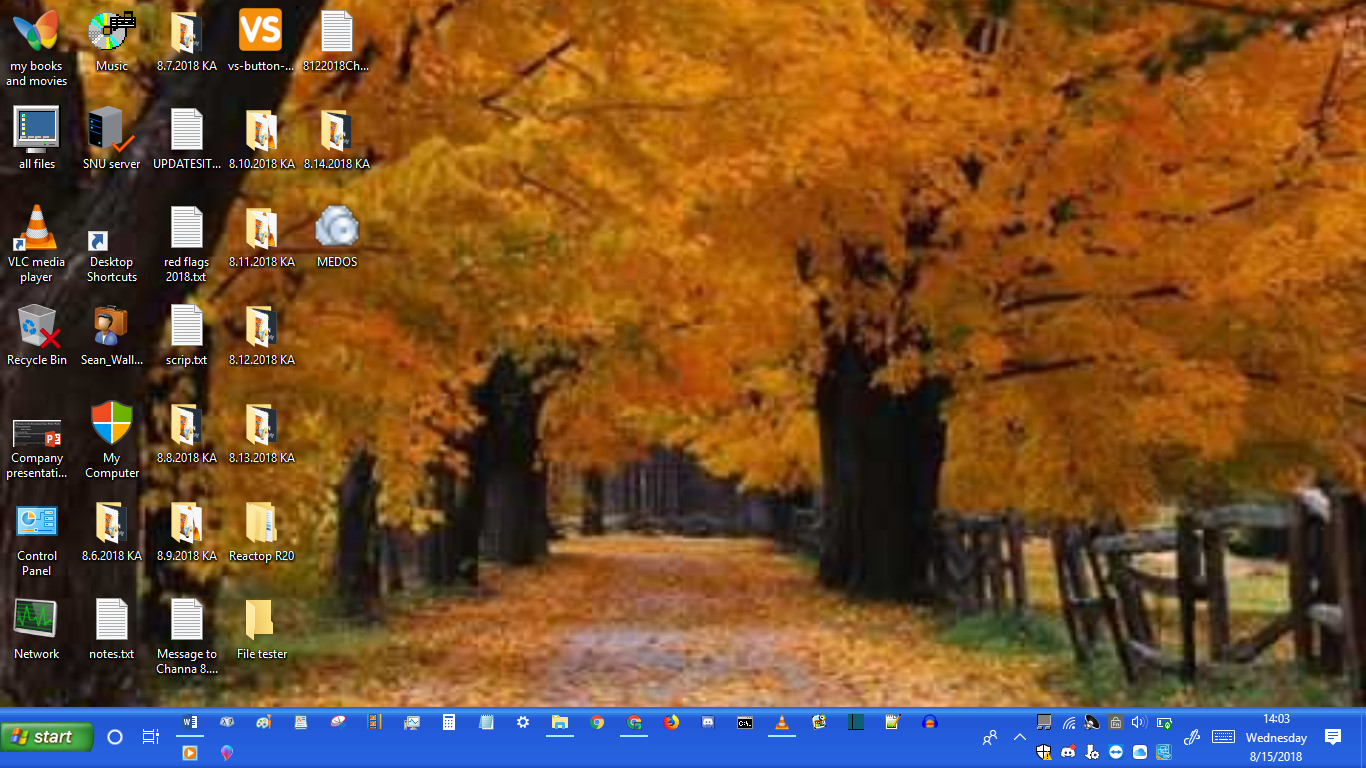 my books
and movies
Music
8.7.2018 KA
VS
vs-button-...
8122018Ch...
all files
SNU server
UPDATESIT...
8.10.2018 KA
8.14.2018 KA
VLC media
player
Desktop
Shortcuts
red flags
2018.txt
8.11.2018 KA
MEDOS
Recycle Bin
Sean_Wall...
scrip.txt
8.12.2018 KA
Company
presentati...
My
Computer
8.8.2018 KA
8.13.2018 KA
Control
Panel
8.6.2018 KA
8.9.2018 KA
Reactop R20
Network
notes.txt
Message to
Channa 8....
File tester
start
14:03
Wednesday
8/15/2018